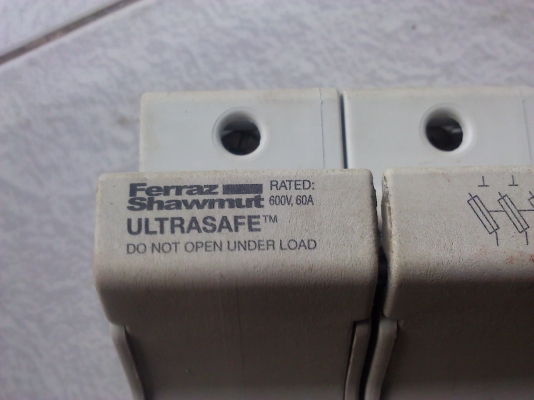 Ferraz
Shawmut
RATED:
600V, 60A
ULTRASAFE™
DO NOT OPEN UNDER LOAD